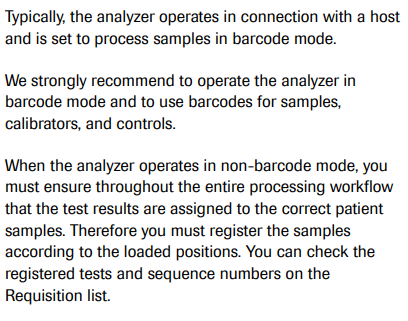 Typically, the analyzer operates in connection with a host
and is set to process samples in barcode mode.
We strongly recommend to operate the analyzer in
barcode mode and to use barcodes for samples,
calibrators, and controls.
When the analyzer operates in non-barcode mode, you
must ensure throughout the entire processing workflow
that the test results are assigned to the correct patient
samples. Therefore you must register the samples
according to the loaded positions. You can check the
registered tests and sequence numbers on the
Requisition list.